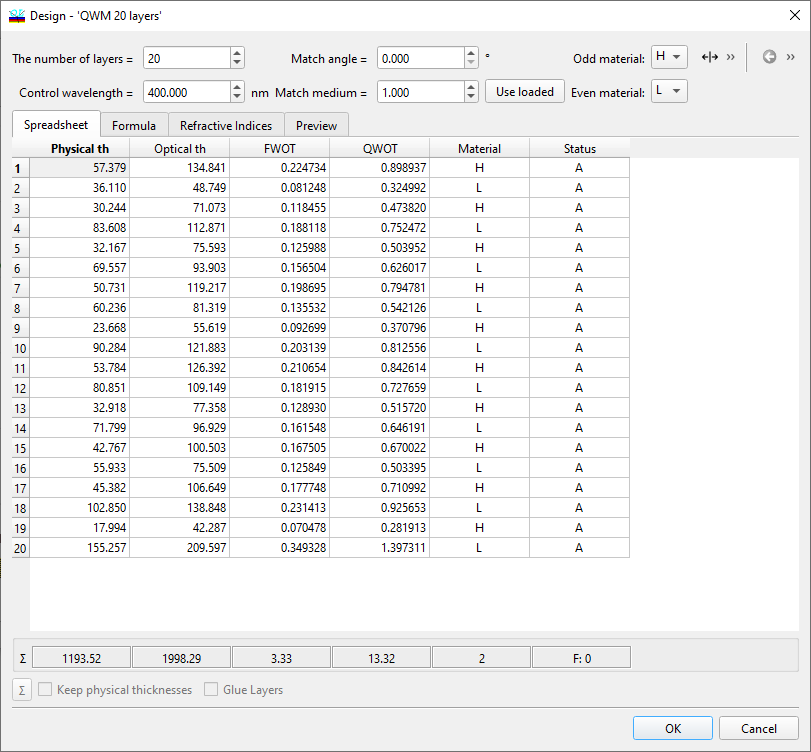 Design - 'QWM 20 layers'
The number of layers = 20 Match angle = 0.000 ° Odd material: H »  »
Control wavelength = 400.000 nm Match medium = 1.000 Use loaded Even material: L
Spreadsheet Formula Refractive Indices Preview
Physical th Optical th FWOT QWOT Material Status
1 57.379 134.841 0.224734 0.898937 H A
2 36.110 48.749 0.081248 0.324992 L A
3 30.244 71.073 0.118455 0.473820 H A
4 83.608 112.871 0.188118 0.752472 L A
5 32.167 75.593 0.125988 0.503952 H A
6 69.557 93.903 0.156504 0.626017 L A
7 50.731 119.217 0.198695 0.794781 H A
8 60.236 81.319 0.135532 0.542126 L A
9 23.668 55.619 0.092699 0.370796 H A
10 90.284 121.883 0.203139 0.812556 L A
11 53.784 126.392 0.210654 0.842614 H A
12 80.851 109.149 0.181915 0.727659 L A
13 32.918 77.358 0.128930 0.515720 H A
14 71.799 96.929 0.161548 0.646191 L A
15 42.767 100.503 0.167505 0.670022 H A
16 55.933 75.509 0.125849 0.503395 L A
17 45.382 106.649 0.177748 0.710992 H A
18 102.850 138.848 0.231413 0.925653 L A
19 17.994 42.287 0.070478 0.281913 H A
20 155.257 209.597 0.349328 1.397311 L A
Σ 1193.52 1998.29 3.33 13.32 2 F: 0
Σ Keep physical thicknesses Glue Layers
OK Cancel